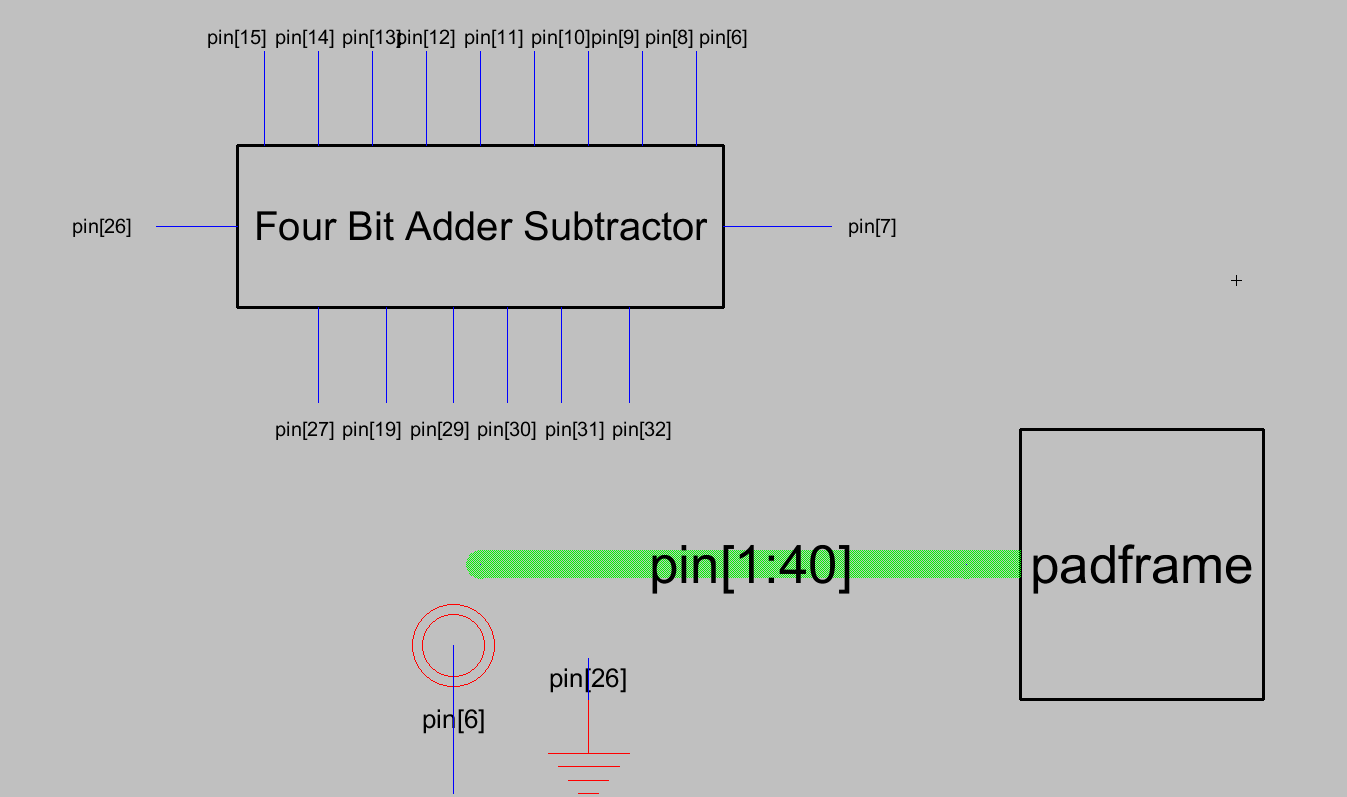 pin[15] pin[14] pin[13] pin[12] pin[11] pin[10] pin[9] pin[8] pin[6]
pin[26] Four Bit Adder Subtractor pin[7]
pin[27] pin[19] pin[29] pin[30] pin[31] pin[32]
pin[1:40] padframe
pin[26]
pin[6]